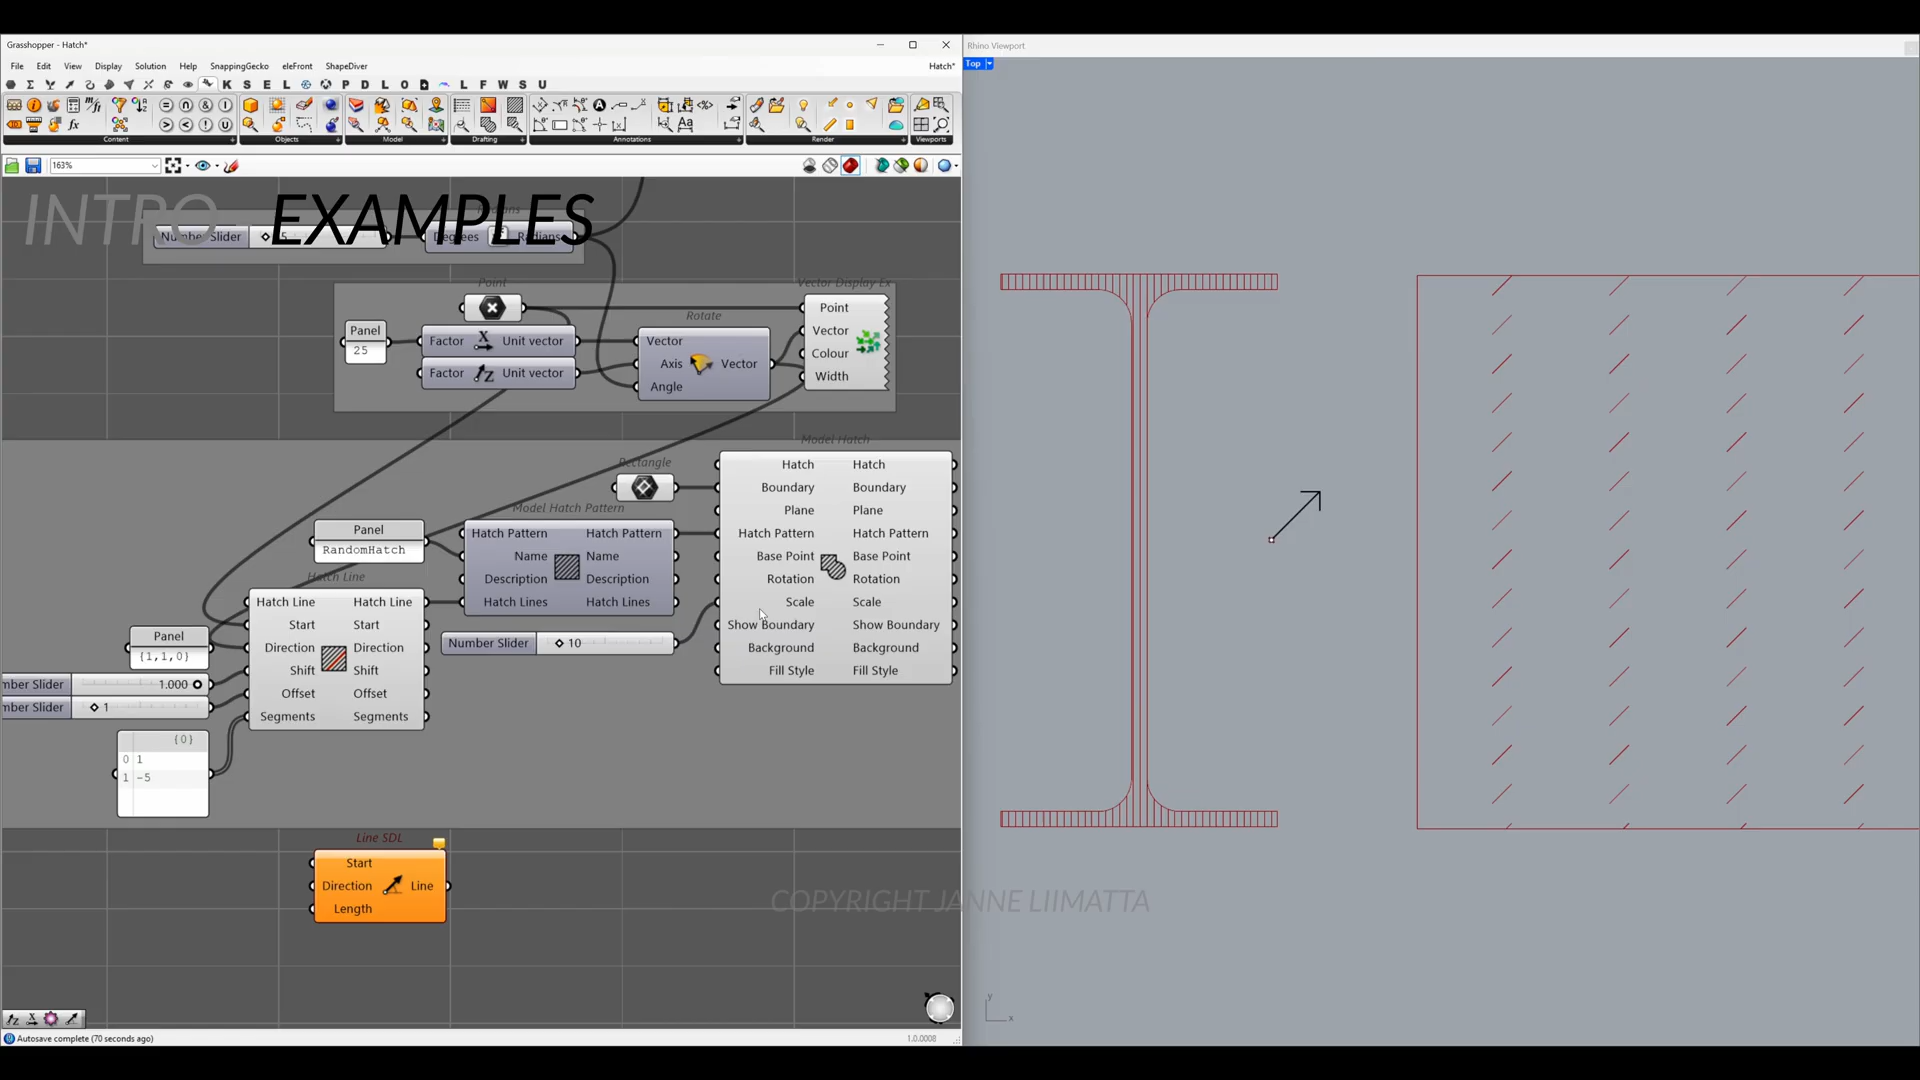 Grasshopper - Hatch*
Rhino Viewport
File Edit View Display Solution Help SnappingGecko eleFront ShapeDiver
Hatch*
Top
K S E L P D L O L F W S U
Content Objects Model Drafting Annotations Render Viewports
163%
INTRO EXAMPLES
Number Slider
Degrees Radians
Point
Vector Display Ex
Panel
25
Factor X Unit vector
Factor Z Unit vector
Rotate
Vector
Axis
Angle
Vector
Point
Vector
Colour
Width
Model Hatch
Rectangle
Hatch Hatch
Boundary Boundary
Plane Plane
Hatch Pattern Hatch Pattern
Base Point Base Point
Rotation Rotation
Scale Scale
Show Boundary Show Boundary
Background Background
Fill Style Fill Style
Model Hatch Pattern
Panel
RandomHatch
Hatch Pattern Hatch Pattern
Name Name
Description Description
Hatch Lines Hatch Lines
Number Slider 10
Hatch Line
Hatch Line Hatch Line
Start Start
Direction Direction
Shift Shift
Offset Offset
Segments Segments
Panel
{1,1,0}
mber Slider 1.000
mber Slider 1
{0}
0 1
1 -5
Line SDL
Start
Direction Line
Length
COPYRIGHT JANNE LIIMATTA
y
x
Autosave complete (70 seconds ago)
1.0.0008